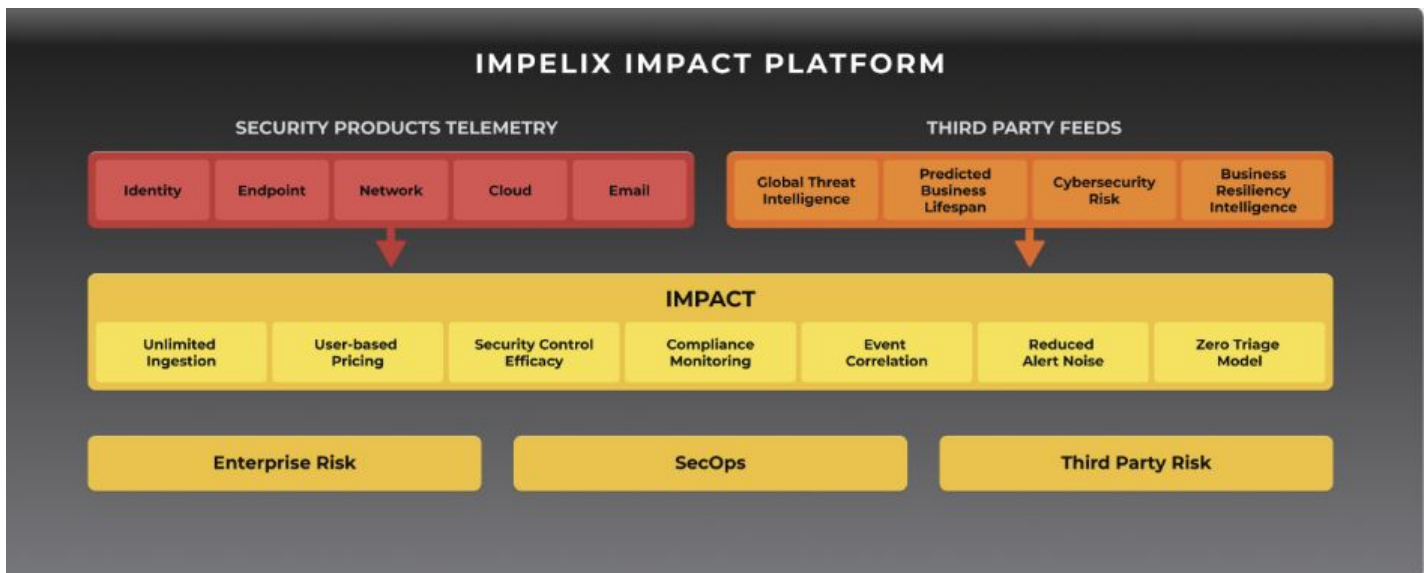 IMPELIX IMPACT PLATFORM
SECURITY PRODUCTS TELEMETRY
Identity
Endpoint
Network
Cloud
Email
THIRD PARTY FEEDS
Global Threat
Intelligence
Predicted
Business
Lifespan
Cybersecurity
Risk
Business
Resiliency
Intelligence
IMPACT
Unlimited
Ingestion
User-based
Pricing
Security Control
Efficacy
Compliance
Monitoring
Event
Correlation
Reduced
Alert Noise
Zero Triage
Model
Enterprise Risk
SecOps
Third Party Risk